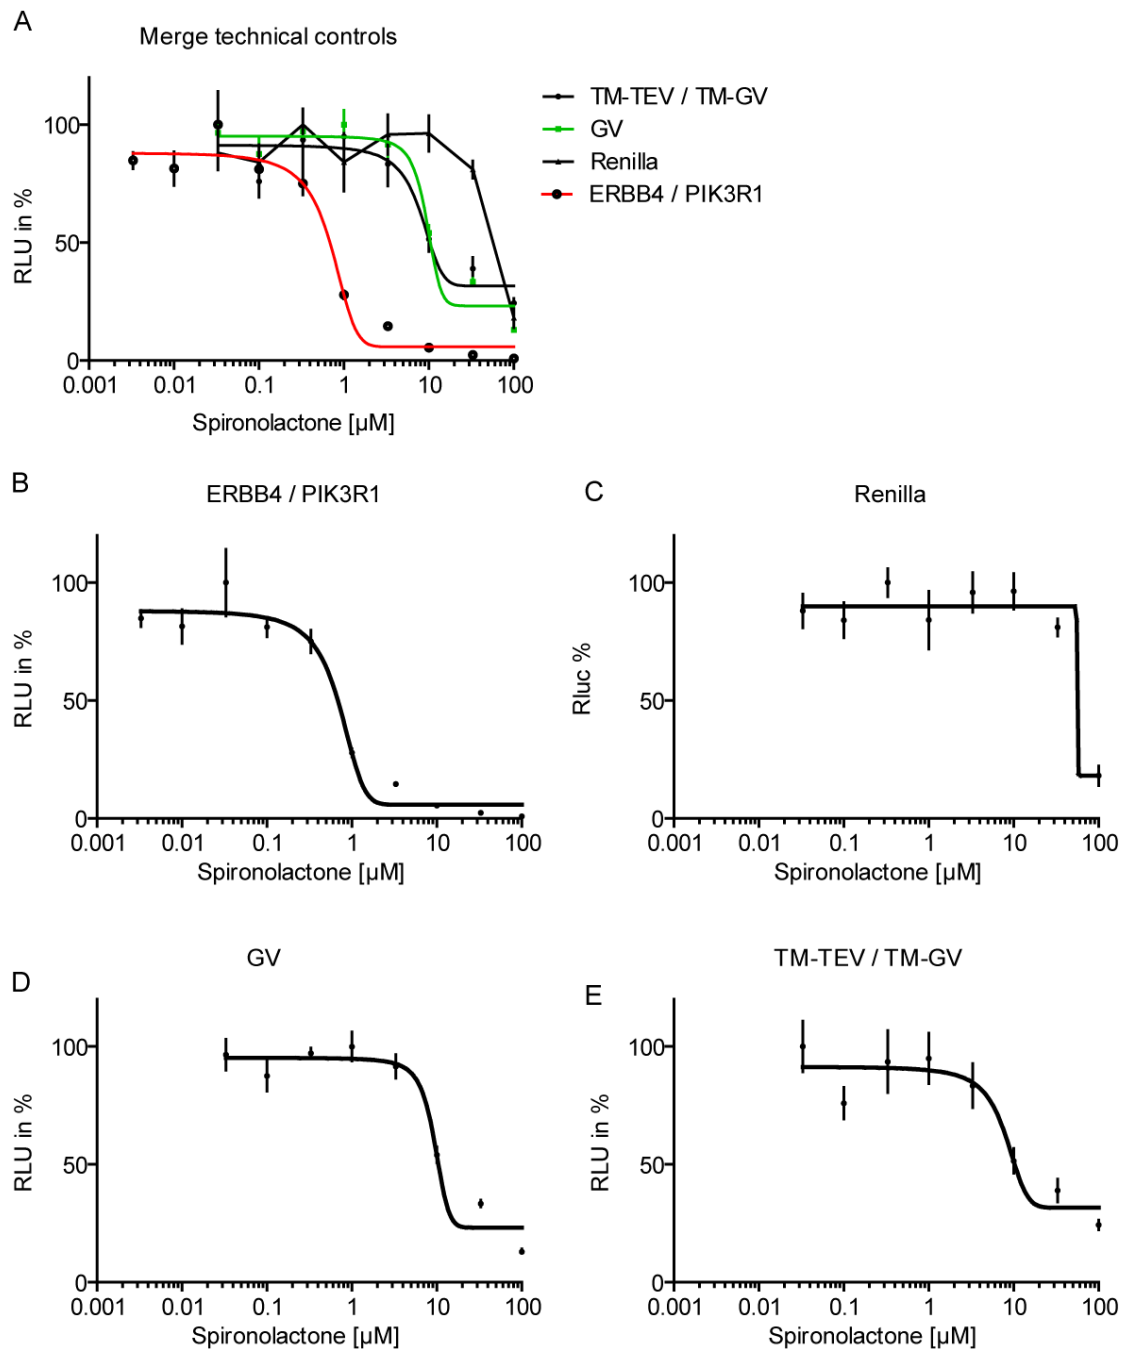 A
Merge technical controls
RLU in %
100
50
0
0.001 0.01 0.1 1 10 100
Spironolactone [µM]
TM-TEV / TM-GV
GV
Renilla
ERBB4 / PIK3R1
B
ERBB4 / PIK3R1
RLU in %
100
50
0
0.001 0.01 0.1 1 10 100
Spironolactone [µM]
C
Renilla
Rluc %
100
50
0
0.001 0.01 0.1 1 10 100
Spironolactone [µM]
D
GV
RLU in %
100
50
0
0.001 0.01 0.1 1 10 100
Spironolactone [µM]
E
TM-TEV / TM-GV
RLU in %
100
50
0
0.001 0.01 0.1 1 10 100
Spironolactone [µM]